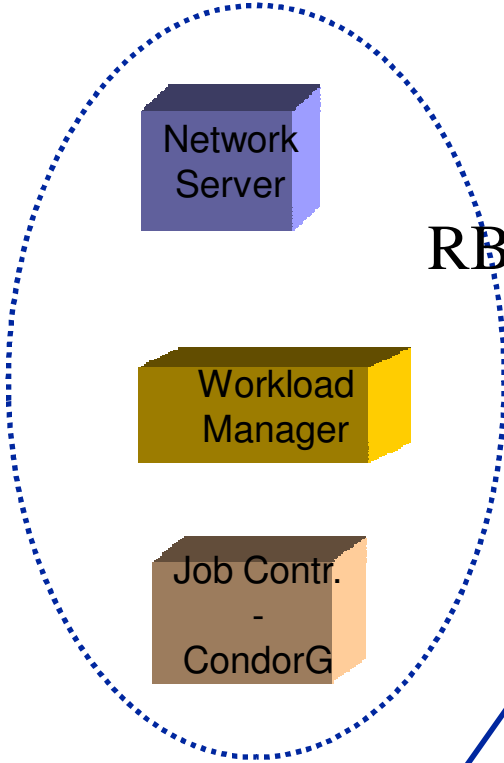 Network
Server
RB
Workload
Manager
Job Contr.
-
CondorG